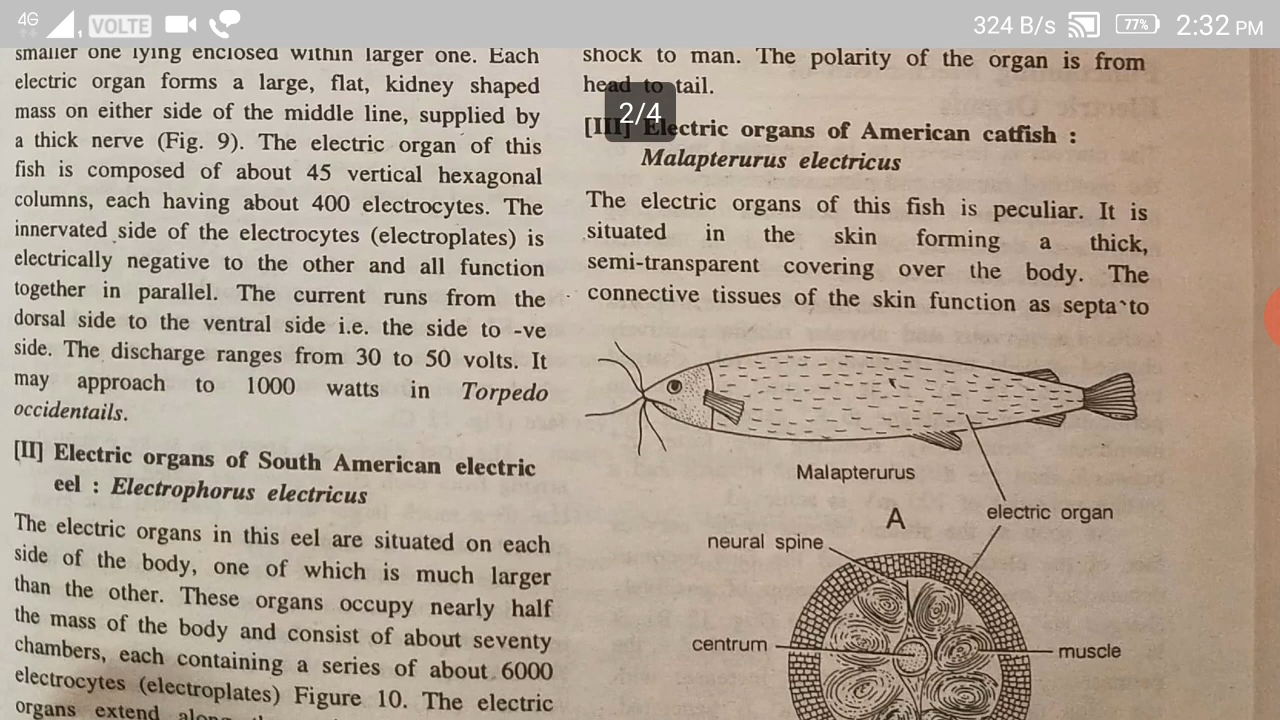 4G
VOLTE
324 B/s
77%
2:32 PM
smaller one lying enclosed within larger one. Each
electric organ forms a large, flat, kidney shaped
mass on either side of the middle line, supplied by
a thick nerve (Fig. 9). The electric organ of this
fish is composed of about 45 vertical hexagonal
columns, each having about 400 electrocytes. The
innervated side of the electrocytes (electroplates) is
electrically negative to the other and all function
together in parallel. The current runs from the
dorsal side to the ventral side i.e. the side to -ve
side. The discharge ranges from 30 to 50 volts. It
may approach to 1000 watts in Torpedo
occidentails.
[II] Electric organs of South American electric
eel : Electrophorus electricus
The electric organs in this eel are situated on each
side of the body, one of which is much larger
than the other. These organs occupy nearly half
the mass of the body and consist of about seventy
chambers, each containing a series of about 6000
electrocytes (electroplates) Figure 10. The electric
organs extend along
shock to man. The polarity of the organ is from
head to tail.
2/4
[III] Electric organs of American catfish :
Malapterurus electricus
The electric organs of this fish is peculiar. It is
situated in the skin forming a thick,
semi-transparent covering over the body. The
connective tissues of the skin function as septa to
Malapterurus
A
electric organ
neural spine
centrum
muscle